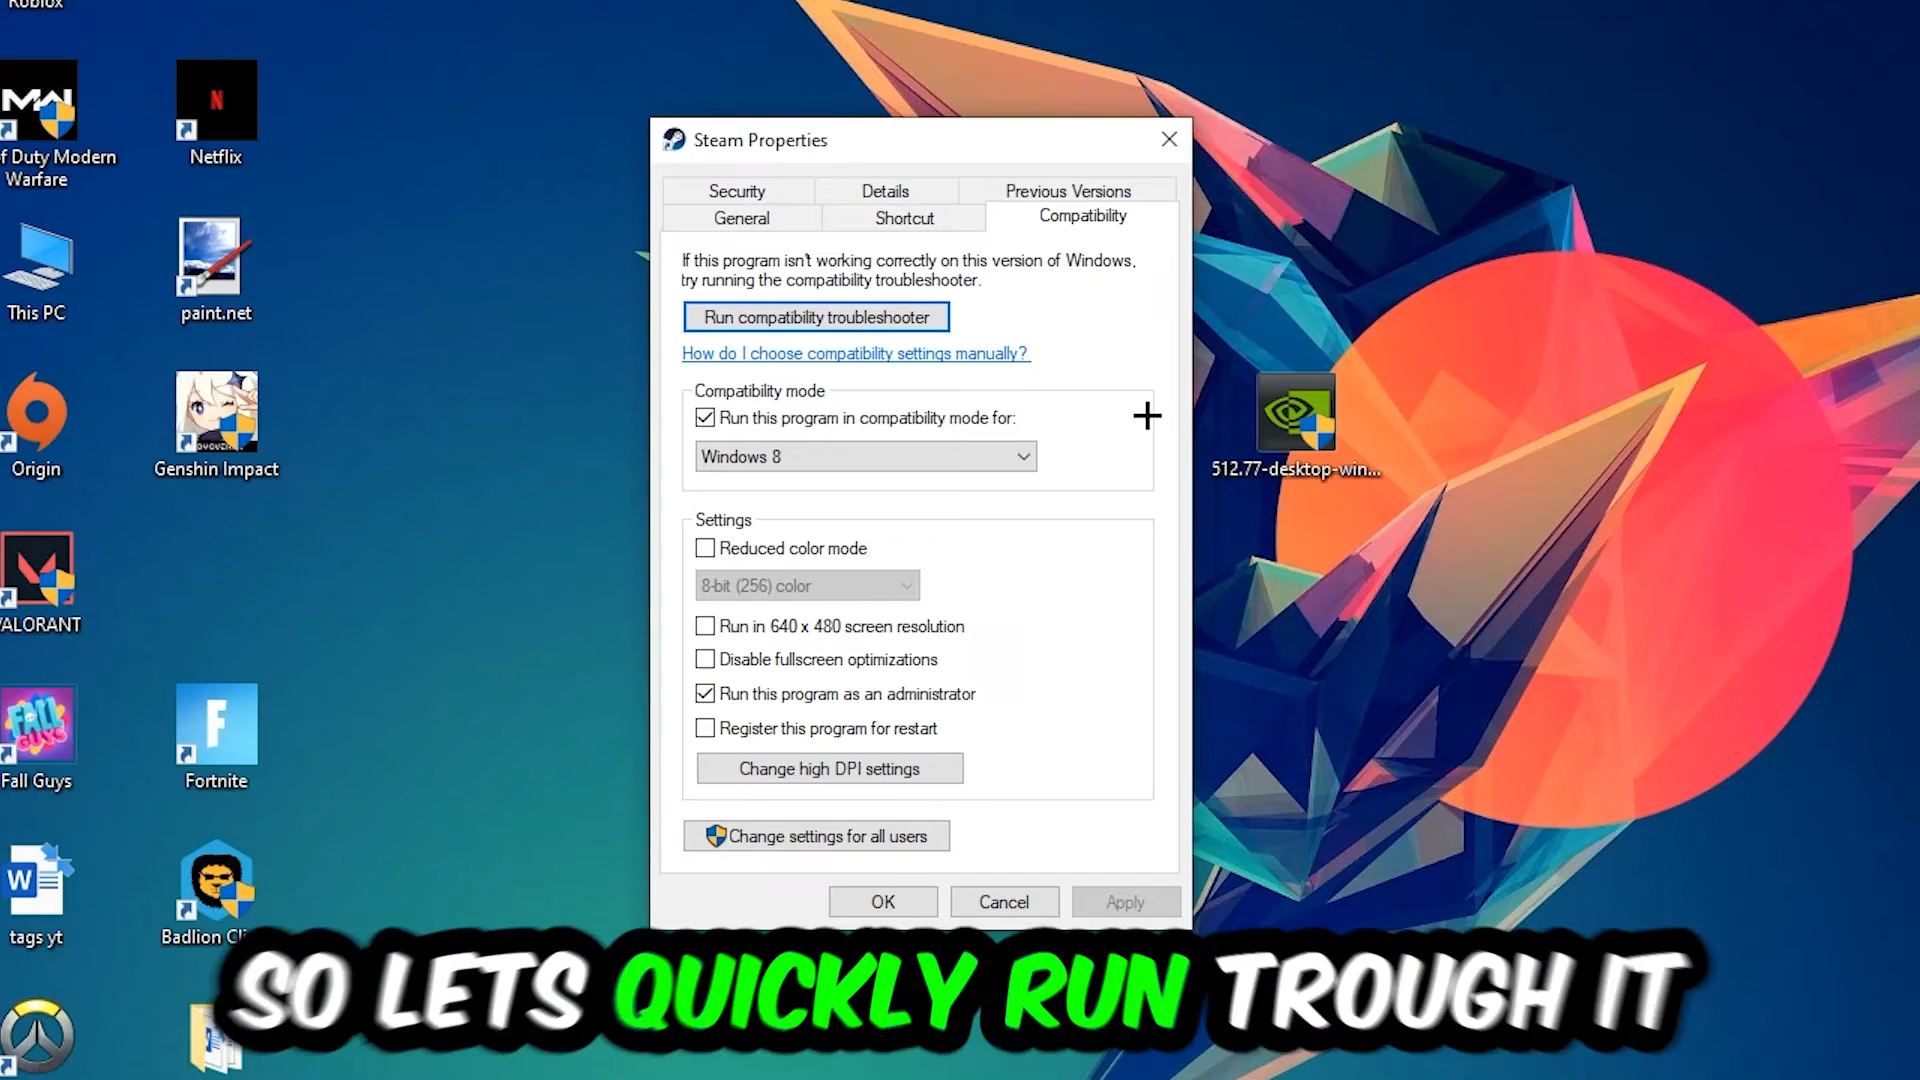 Roblox
MW
f Duty Modern
Warfare
N
Netflix
This PC
paint.net
Origin
Genshin Impact
VALORANT
FALL
GUYS
Fall Guys
F
Fortnite
W
tags yt
Badlion Cli
Steam Properties
Security
Details
Previous Versions
General
Shortcut
Compatibility
If this program isn't working correctly on this version of Windows,
try running the compatibility troubleshooter.
Run compatibility troubleshooter
How do I choose compatibility settings manually?
Compatibility mode
Run this program in compatibility mode for:
Windows 8
Settings
Reduced color mode
8-bit (256) color
Run in 640 x 480 screen resolution
Disable fullscreen optimizations
Run this program as an administrator
Register this program for restart
Change high DPI settings
Change settings for all users
OK
Cancel
Apply
512.77-desktop-win...
SO LETS QUICKLY RUN TROUGH IT